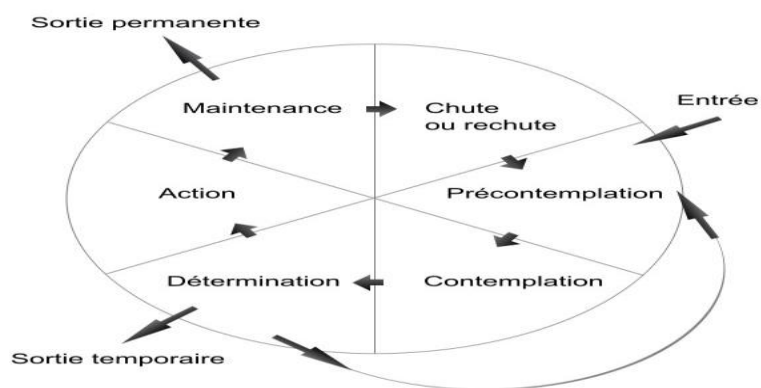 Sortie permanente
Maintenance
Chute
ou rechute
Entrée
Action
Précontemplation
Détermination
Contemplation
Sortie temporaire